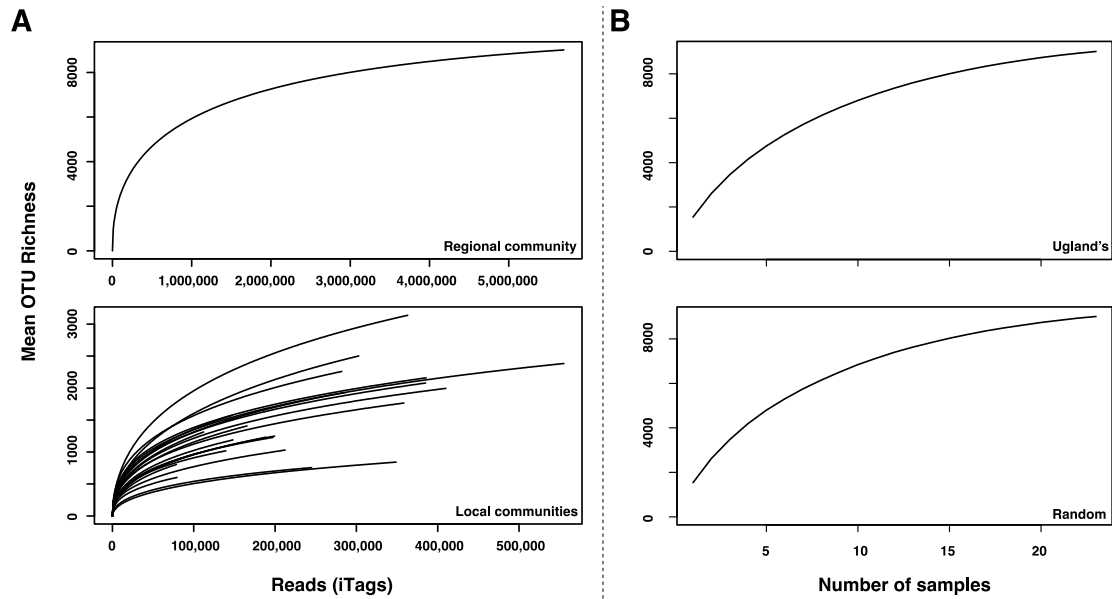 A
B
Mean OTU Richness
8000
4000
0
Regional community
0 1,000,000 2,000,000 3,000,000 4,000,000 5,000,000
3000
2000
1000
0
Local communities
0 100,000 200,000 300,000 400,000 500,000
Reads (iTags)
8000
4000
0
Ugland's
8000
4000
0
Random
5 10 15 20
Number of samples